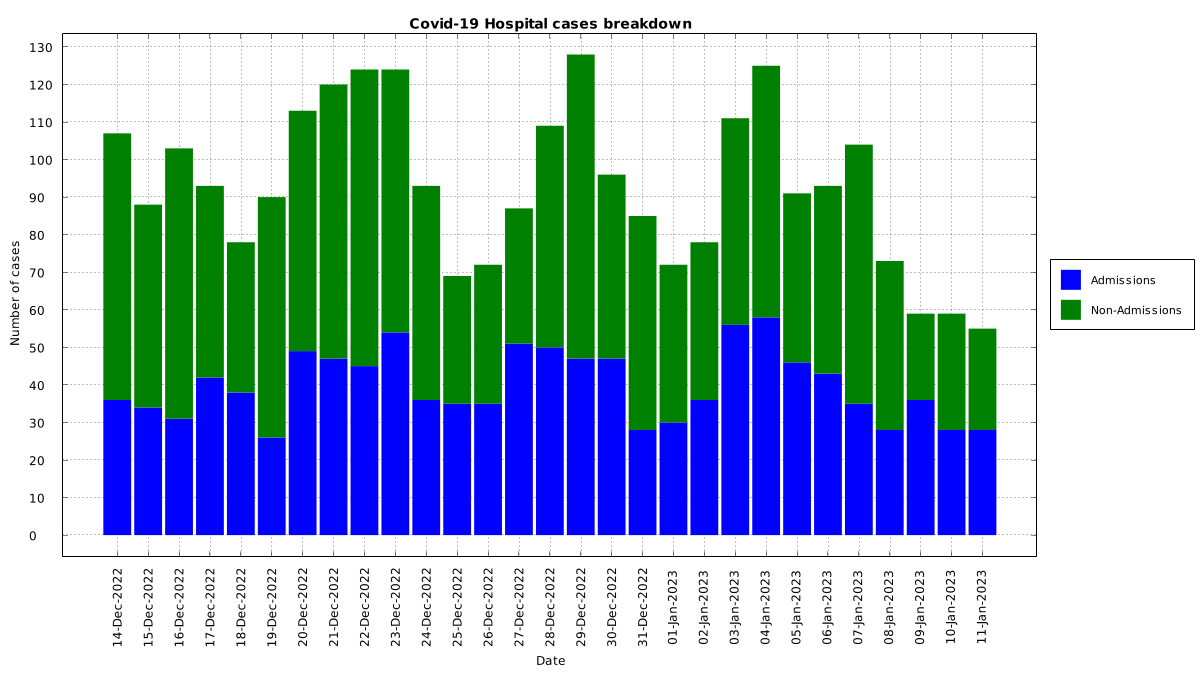 Covid-19 Hospital cases breakdown
130
120
110
100
90
80
70
60
50
40
30
20
10
0
Number of cases
Admissions
Non-Admissions
14-Dec-2022
15-Dec-2022
16-Dec-2022
17-Dec-2022
18-Dec-2022
19-Dec-2022
20-Dec-2022
21-Dec-2022
22-Dec-2022
23-Dec-2022
24-Dec-2022
25-Dec-2022
26-Dec-2022
27-Dec-2022
28-Dec-2022
29-Dec-2022
30-Dec-2022
31-Dec-2022
01-Jan-2023
02-Jan-2023
03-Jan-2023
04-Jan-2023
05-Jan-2023
06-Jan-2023
07-Jan-2023
08-Jan-2023
09-Jan-2023
10-Jan-2023
11-Jan-2023
Date